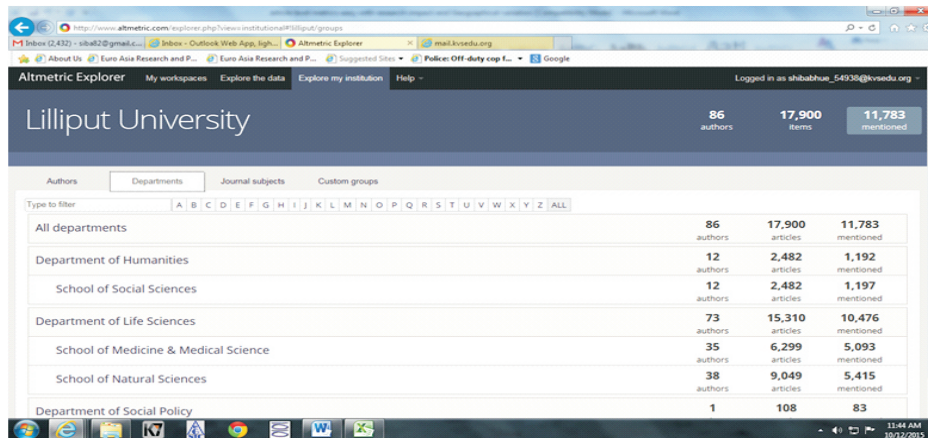 http://www.altmetric.com/explorer.php?view=institutional#!lilliput/groups
Inbox (2,432) - siba82@gmail.c... Inbox - Outlook Web App, ligh... Altmetric Explorer mail.kvsedu.org
About Us Euro Asia Research and P... Euro Asia Research and P... Suggested Sites Police: Off-duty cop f... Google
Altmetric Explorer My workspaces Explore the data Explore my institution Help Logged in as shibabhue_54938@kvsedu.org
Lilliput University
86 17,900 11,783
authors items mentioned
Authors Departments Journal subjects Custom groups
Type to filter A B C D E F G H I J K L M N O P Q R S T U V W X Y Z ALL
All departments 86 17,900 11,783
authors articles mentioned
Department of Humanities 12 2,482 1,192
authors articles mentioned
School of Social Sciences 12 2,482 1,197
authors articles mentioned
Department of Life Sciences 73 15,310 10,476
authors articles mentioned
School of Medicine & Medical Science 35 6,299 5,093
authors articles mentioned
School of Natural Sciences 38 9,049 5,415
authors articles mentioned
Department of Social Policy 1 108 83
11:44 AM
10/12/2015